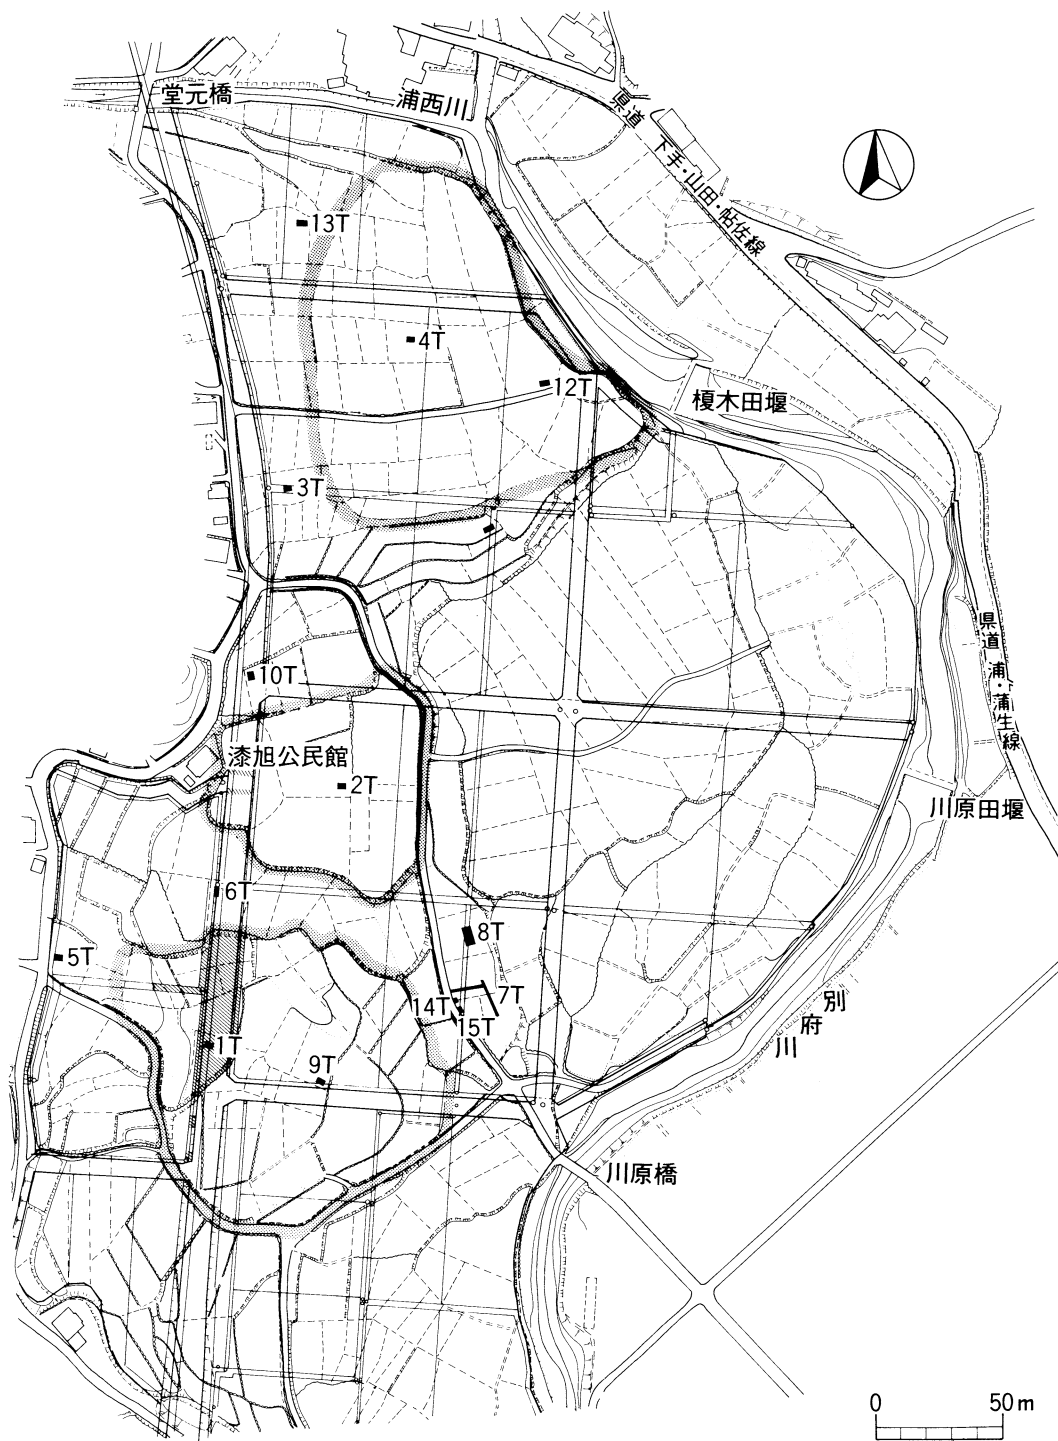 堂元橋
浦西川
県道 下手・山田・帖佐線
13T
4T
12T
榎木田堰
3T
県道 浦・蒲生線
10T
漆旭公民館
2T
川原田堰
6T
8T
5T
7T
14T
15T
別府川
1T
9T
川原橋
0 50m